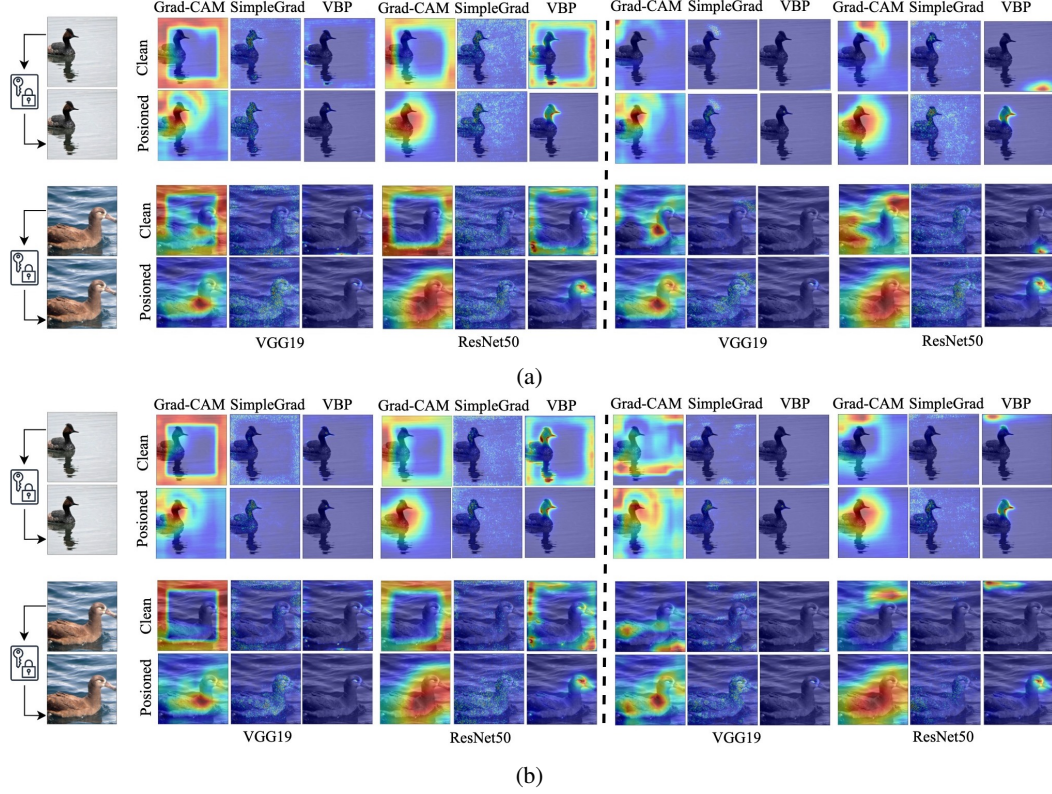 Grad-CAM SimpleGrad VBP Grad-CAM SimpleGrad VBP Grad-CAM SimpleGrad VBP Grad-CAM SimpleGrad VBP
Clean
Posioned
Clean
Posioned
VGG19 ResNet50 VGG19 ResNet50
(a)
Grad-CAM SimpleGrad VBP Grad-CAM SimpleGrad VBP Grad-CAM SimpleGrad VBP Grad-CAM SimpleGrad VBP
Clean
Posioned
Clean
Posioned
VGG19 ResNet50 VGG19 ResNet50
(b)